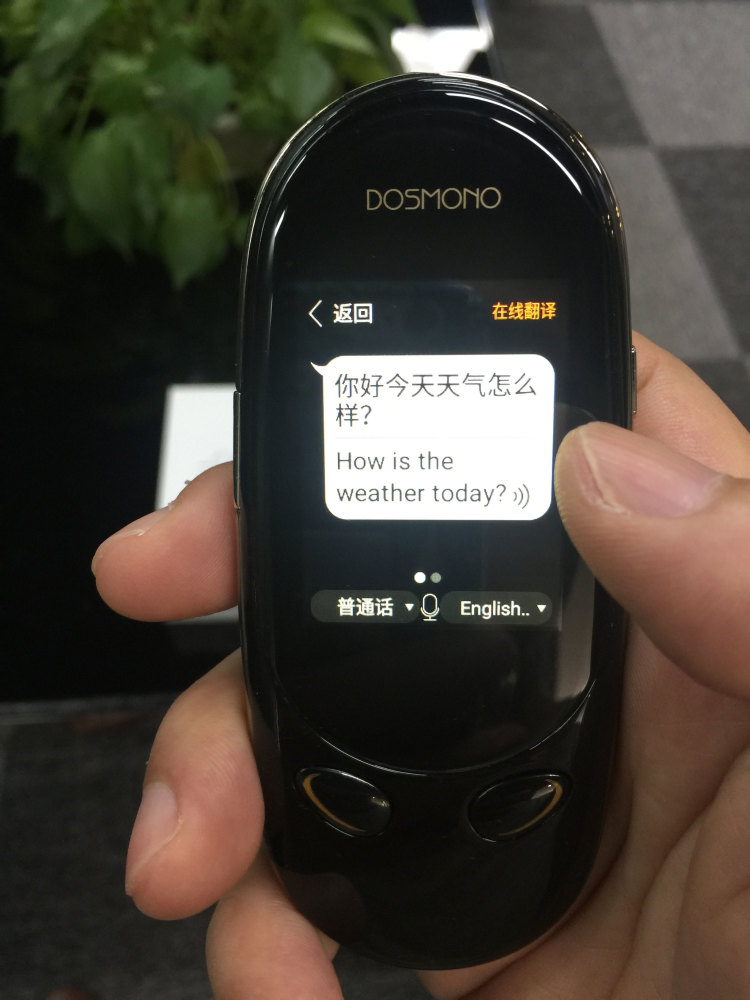 DOSMONO
返回
在线翻译
你好今天天气怎么
样?
How is the
weather today?
普通话
English..